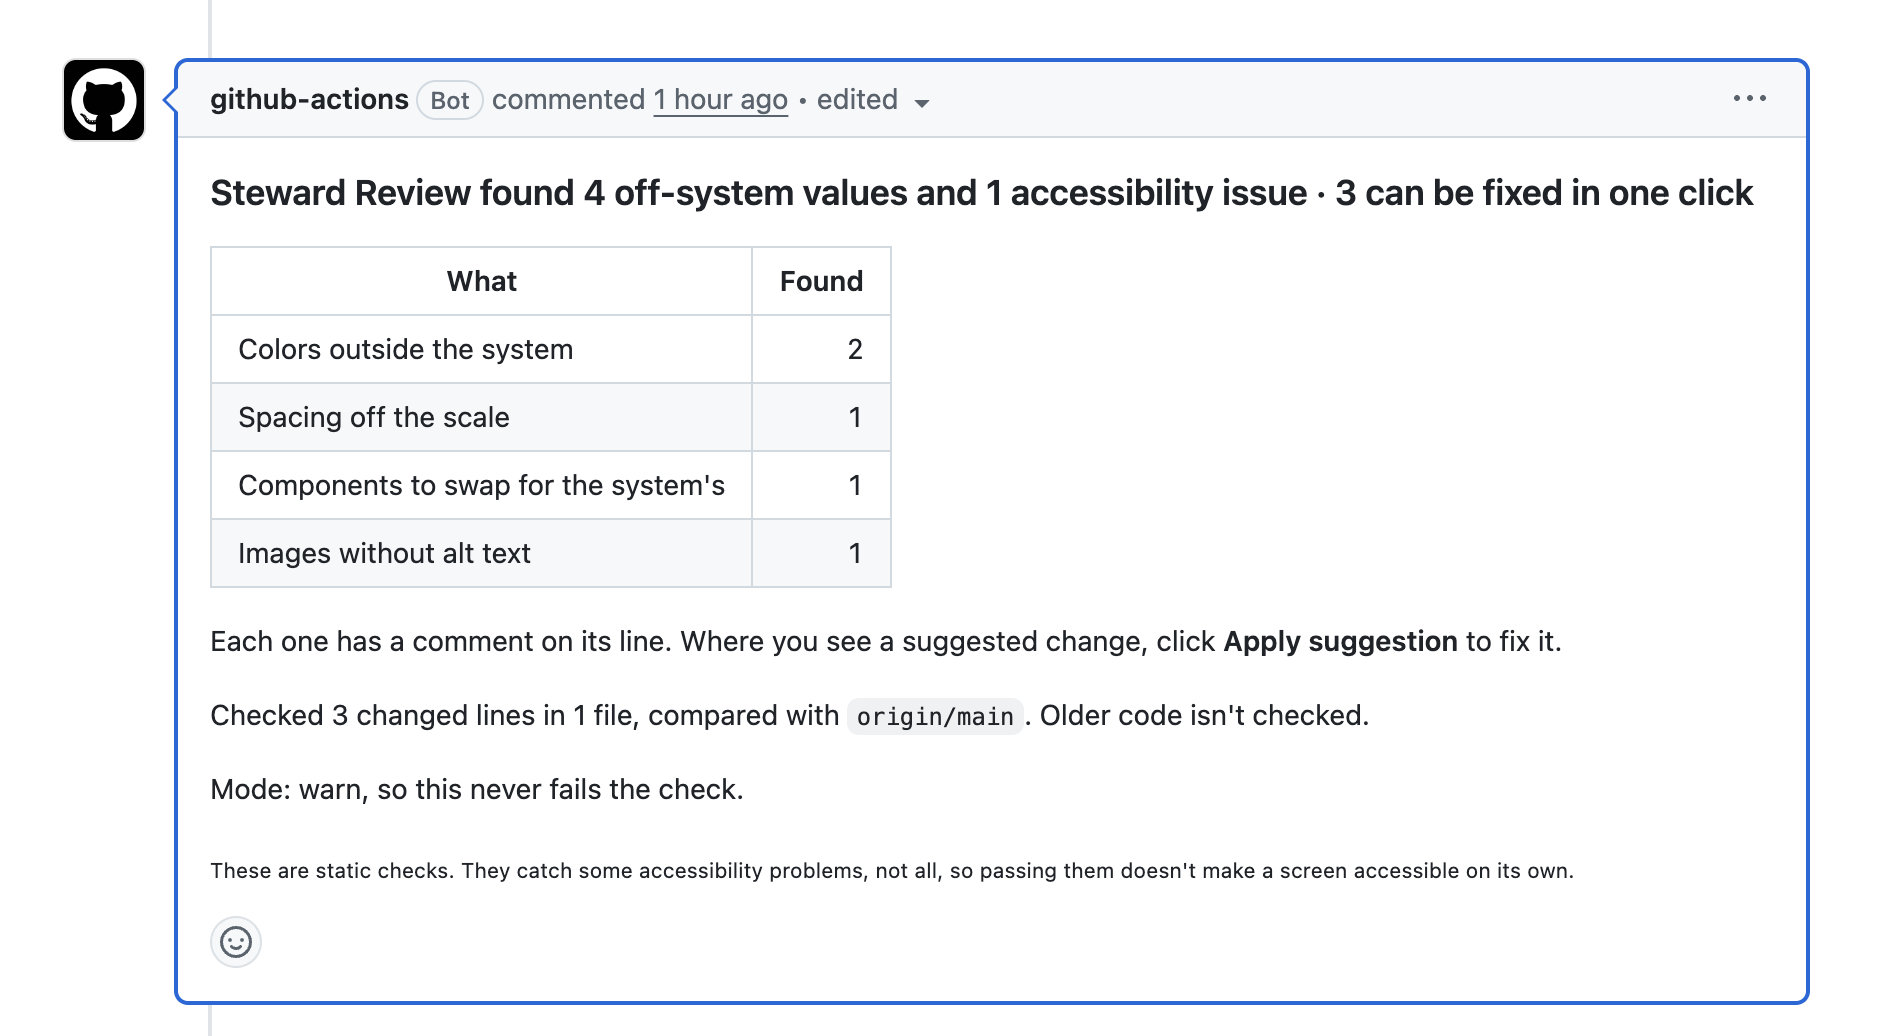 github-actions Bot commented 1 hour ago • edited
Steward Review found 4 off-system values and 1 accessibility issue · 3 can be fixed in one click
What Found
Colors outside the system 2
Spacing off the scale 1
Components to swap for the system's 1
Images without alt text 1
Each one has a comment on its line. Where you see a suggested change, click Apply suggestion to fix it.
Checked 3 changed lines in 1 file, compared with origin/main. Older code isn't checked.
Mode: warn, so this never fails the check.
These are static checks. They catch some accessibility problems, not all, so passing them doesn't make a screen accessible on its own.